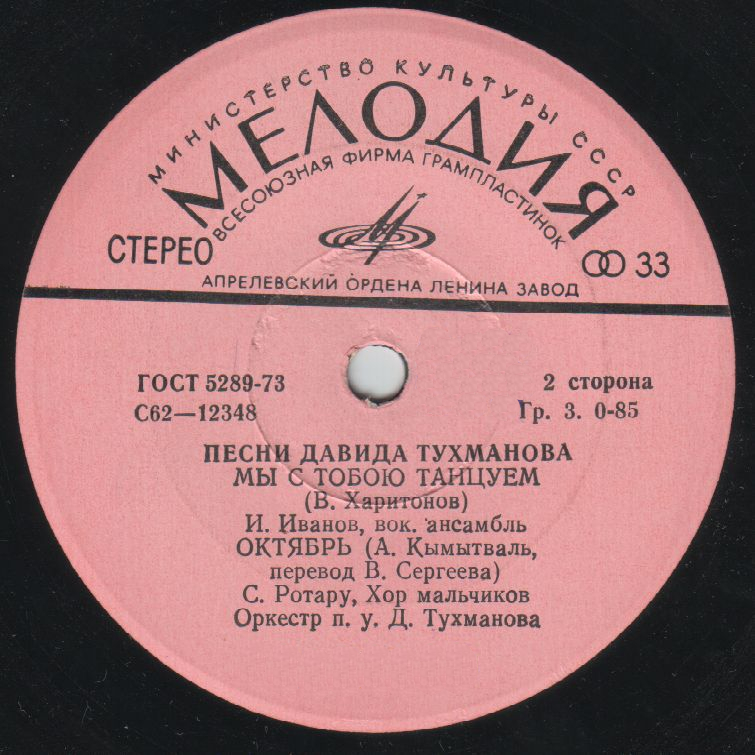 МИНИСТЕРСТВО КУЛЬТУРЫ СССР
МЕЛОДИЯ
ВСЕСОЮЗНАЯ ФИРМА ГРАМПЛАСТИНОК
СТЕРЕО
33
АПРЕЛЕВСКИЙ ОРДЕНА ЛЕНИНА ЗАВОД
ГОСТ 5289-73
2 сторона
С62—12348
Гр. 3. 0-85
ПЕСНИ ДАВИДА ТУХМАНОВА
МЫ С ТОБОЮ ТАНЦУЕМ
(В. Харитонов)
И. Иванов, вок. ансамбль
ОКТЯБРЬ (А. Кымытваль,
перевод В. Сергеева)
С. Ротару, Хор мальчиков
Оркестр п. у. Д. Тухманова